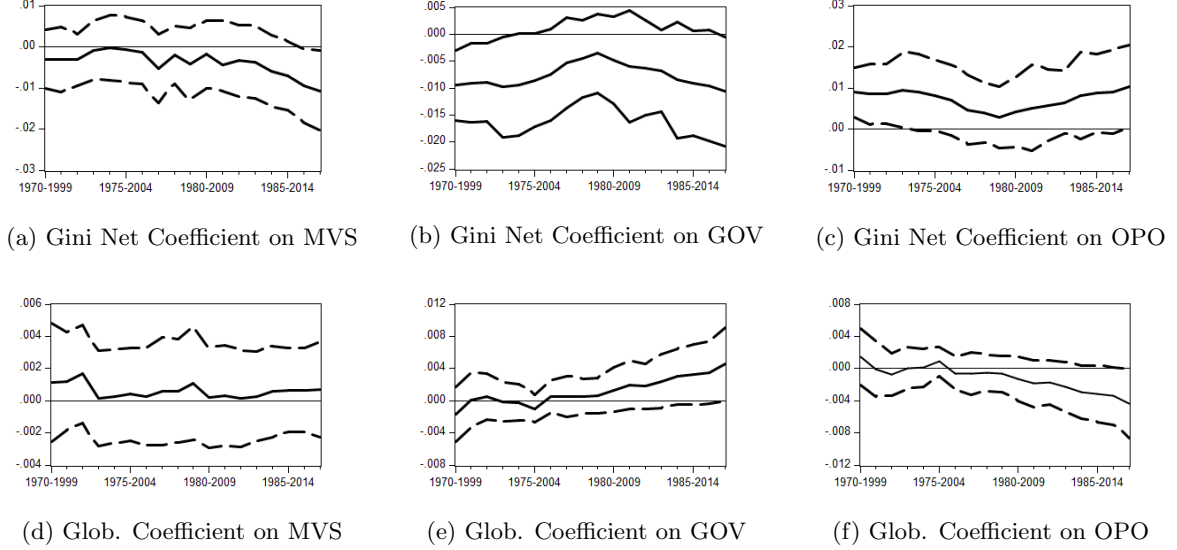 .01
.00
-.01
-.02
-.03
1970-1999 1975-2004 1980-2009 1985-2014
(a) Gini Net Coefficient on MVS
.005
.000
-.005
-.010
-.015
-.020
-.025
1970-1999 1975-2004 1980-2009 1985-2014
(b) Gini Net Coefficient on GOV
.03
.02
.01
.00
-.01
1970-1999 1975-2004 1980-2009 1985-2014
(c) Gini Net Coefficient on OPO
.006
.004
.002
.000
-.002
-.004
1970-1999 1975-2004 1980-2009 1985-2014
(d) Glob. Coefficient on MVS
.012
.008
.004
.000
-.004
-.008
1970-1999 1975-2004 1980-2009 1985-2014
(e) Glob. Coefficient on GOV
.008
.004
.000
-.004
-.008
-.012
1970-1999 1975-2004 1980-2009 1985-2014
(f) Glob. Coefficient on OPO